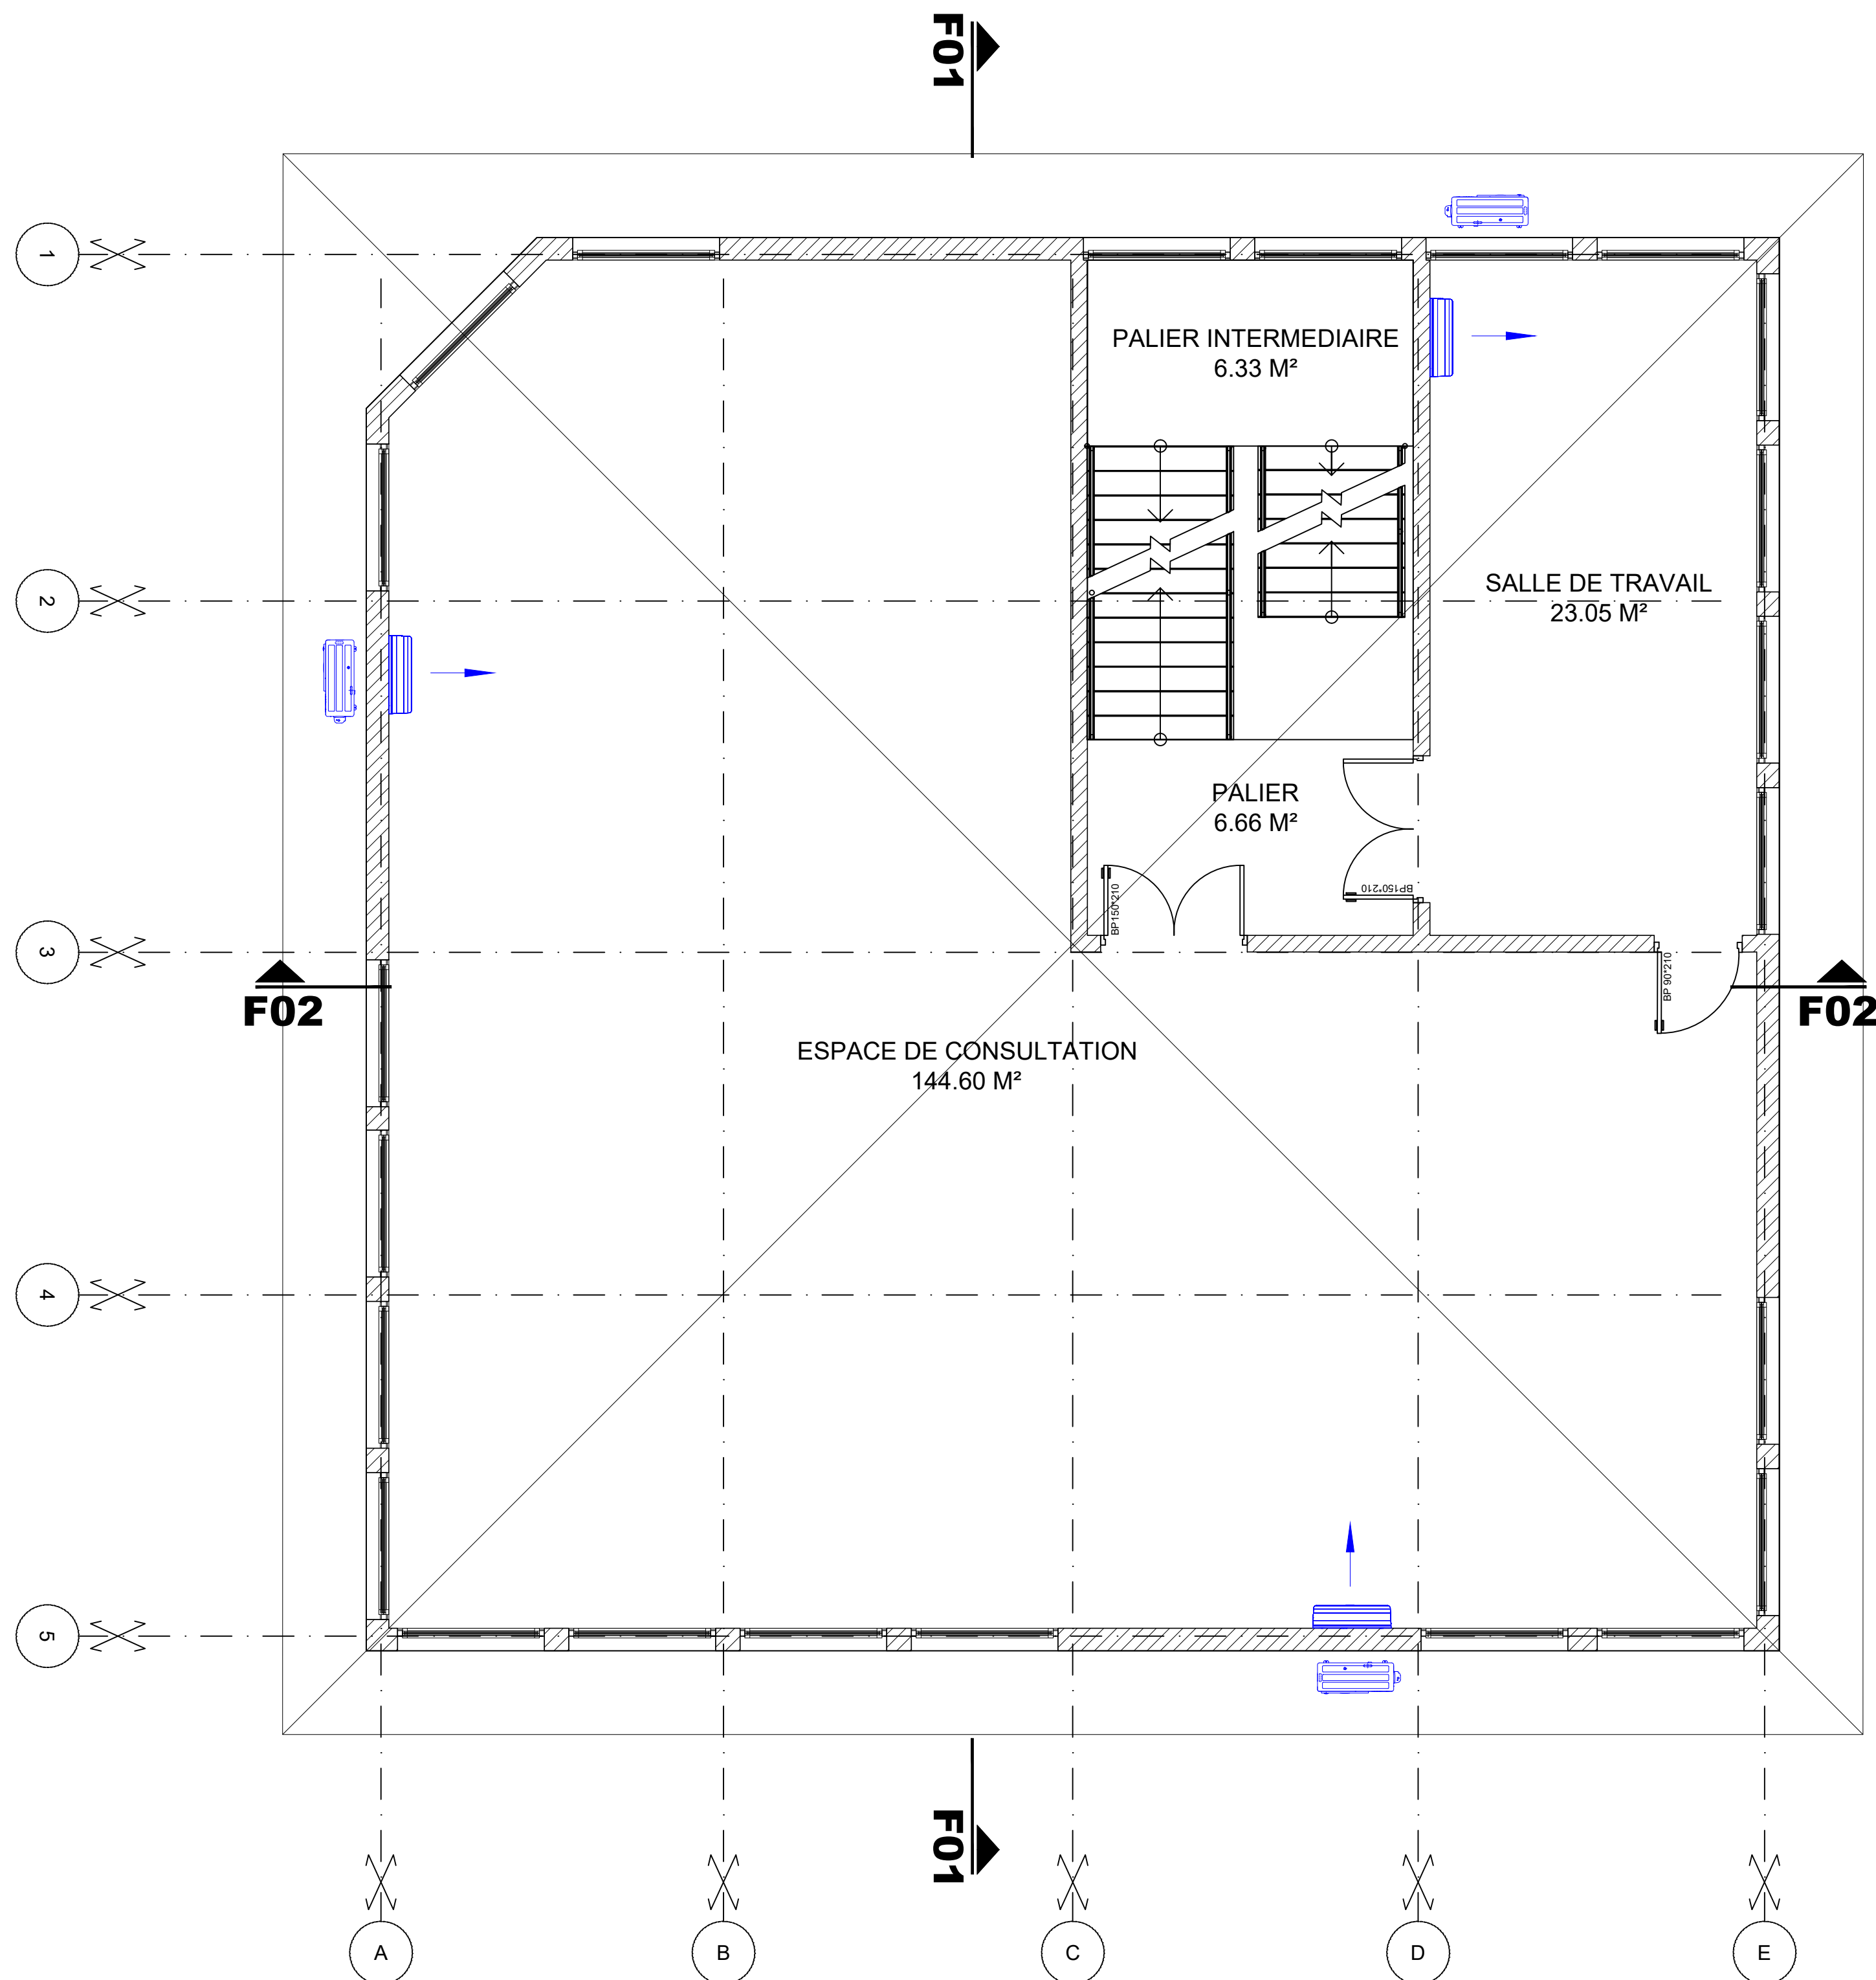 F01
1
PALIER INTERMEDIAIRE
6.33 M²
2
SALLE DE TRAVAIL
23.05 M²
PALIER
6.66 M²
BP150*210
BP150*210
3
BP 90*210
F02
F02
ESPACE DE CONSULTATION
144.60 M²
4
5
F01
A
B
C
D
E